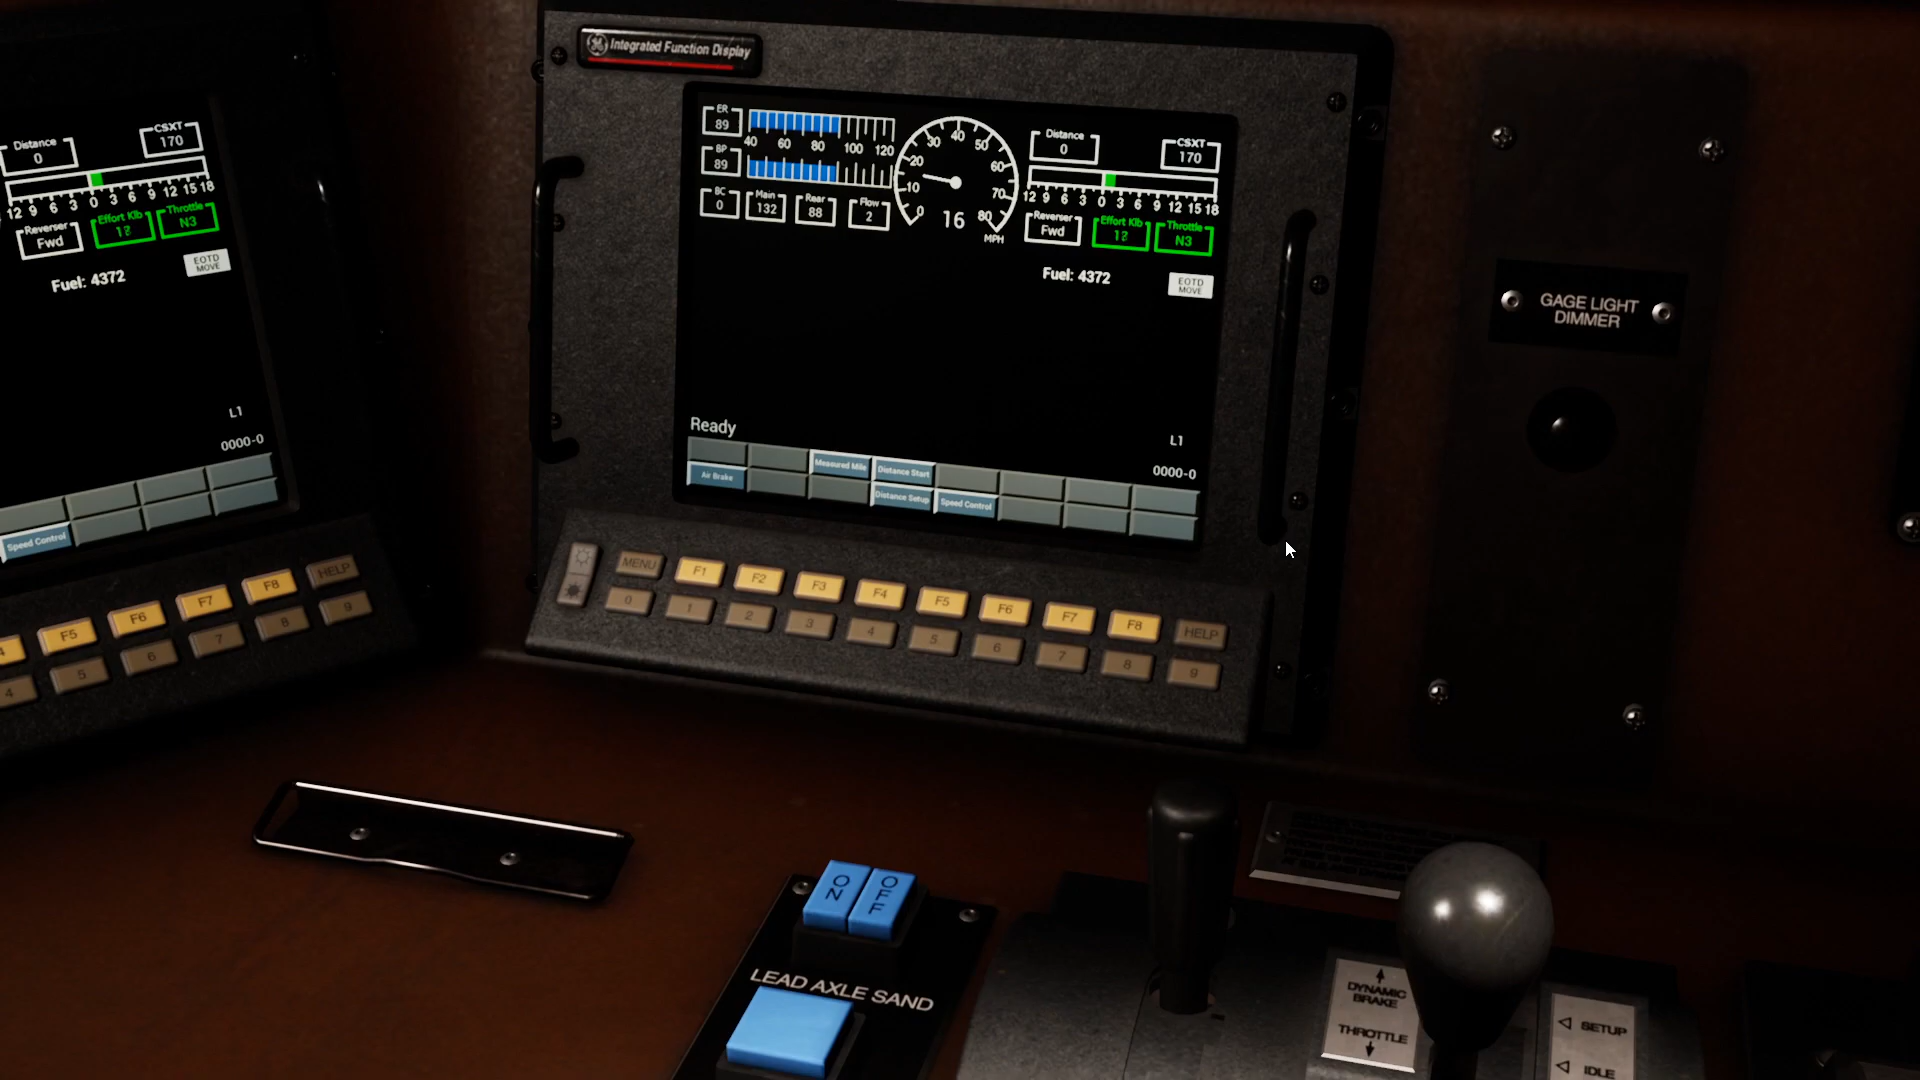 Integrated Function Display
Distance
0
CSXT
170
12 9 6 3 0 3 6 9 12 15 18
Reverser
Fwd
Effort Klb
Throttle
N3
Fuel: 4372
EOTD
MOVE
L1
0000-0
Speed Control
F5 F6 F7 F8 HELP
4 5 6 7 8 9
ER
89
40 60 80 100 120
BP
89
BC
0
Main
132
Rear
88
Flow
2
0 10 20 30 40 50 60 70 80
16
MPH
Distance
0
CSXT
170
12 9 6 3 0 3 6 9 12 15 18
Reverser
Fwd
Effort Klb
Throttle
N3
Fuel: 4372
EOTD
MOVE
Ready
L1
0000-0
Measured Mile
Distance Start
Air Brake
Distance Setup
Speed Control
MENU F1 F2 F3 F4 F5 F6 F7 F8 HELP
0 1 2 3 4 5 6 7 8 9
GAGE LIGHT
DIMMER
ON
OFF
LEAD AXLE SAND
DYNAMIC
BRAKE
THROTTLE
SETUP
IDLE